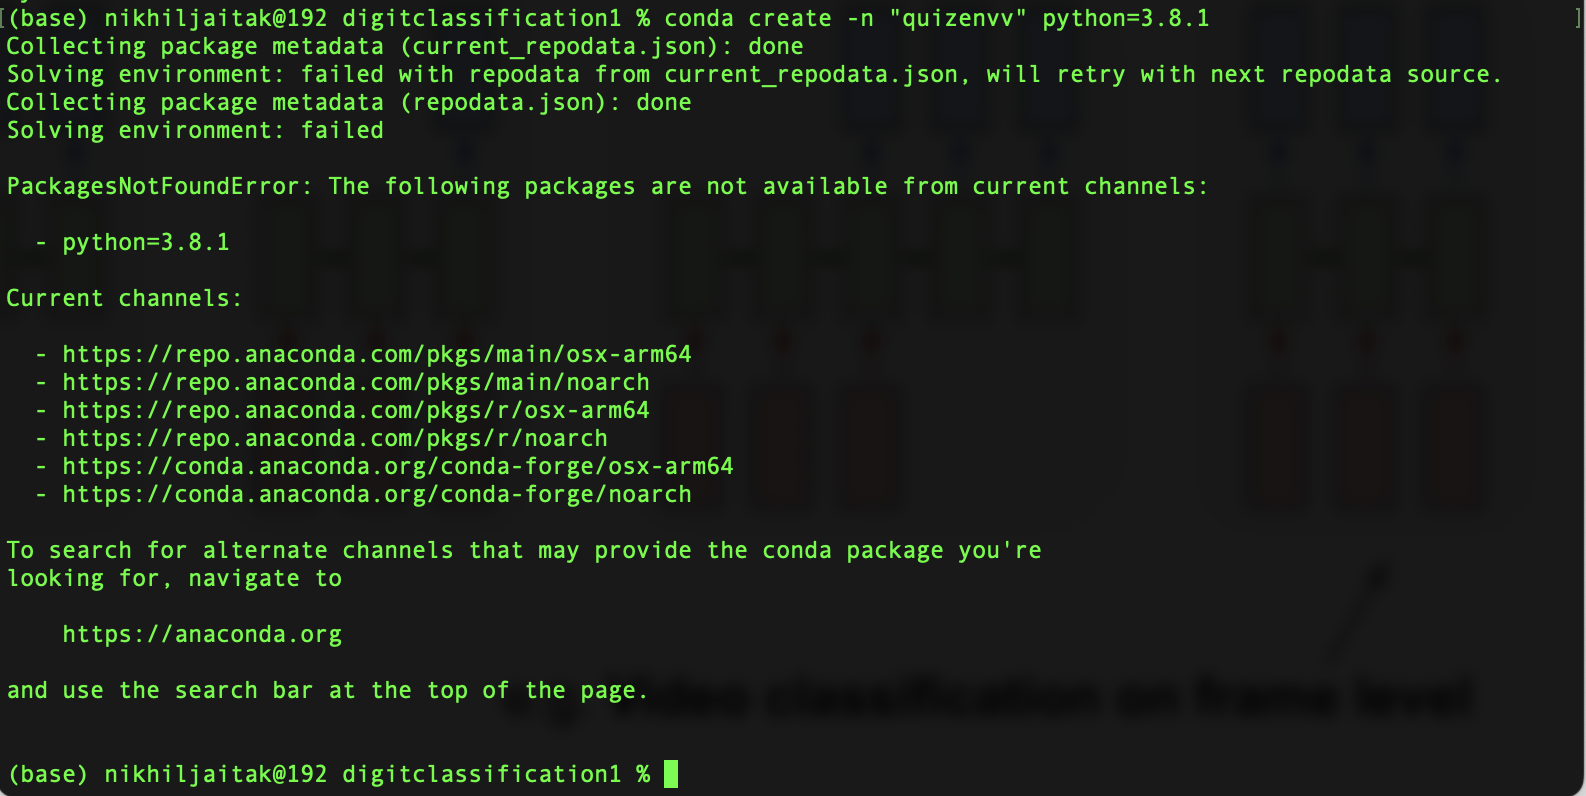 (base) nikhiljaitak@192 digitclassification1 % conda create -n "quizenvv" python=3.8.1
Collecting package metadata (current_repodata.json): done
Solving environment: failed with repodata from current_repodata.json, will retry with next repodata source.
Collecting package metadata (repodata.json): done
Solving environment: failed
PackagesNotFoundError: The following packages are not available from current channels:
- python=3.8.1
Current channels:
- https://repo.anaconda.com/pkgs/main/osx-arm64
- https://repo.anaconda.com/pkgs/main/noarch
- https://repo.anaconda.com/pkgs/r/osx-arm64
- https://repo.anaconda.com/pkgs/r/noarch
- https://conda.anaconda.org/conda-forge/osx-arm64
- https://conda.anaconda.org/conda-forge/noarch
To search for alternate channels that may provide the conda package you're
looking for, navigate to
https://anaconda.org
and use the search bar at the top of the page.
e.g. Video classification on frame level
(base) nikhiljaitak@192 digitclassification1 %